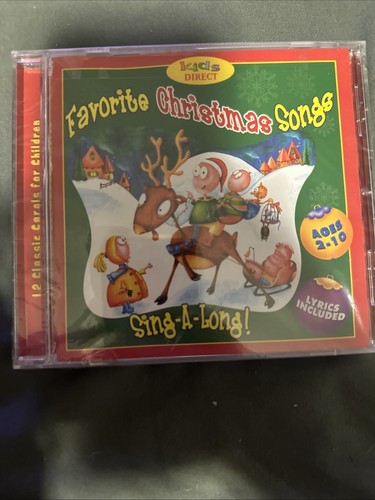 kids
DIRECT
Favorite Christmas Songs
12 Classic Carols for Children
AGES
2-10
LYRICS
INCLUDED
Sing-A-Long!